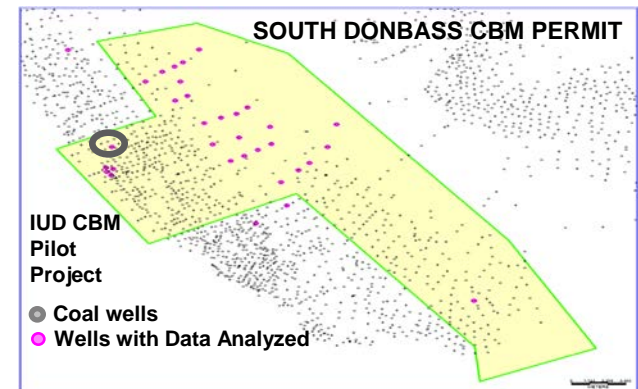 SOUTH DONBASS CBM PERMIT
IUD CBM
Pilot
Project
Coal wells
Wells with Data Analyzed